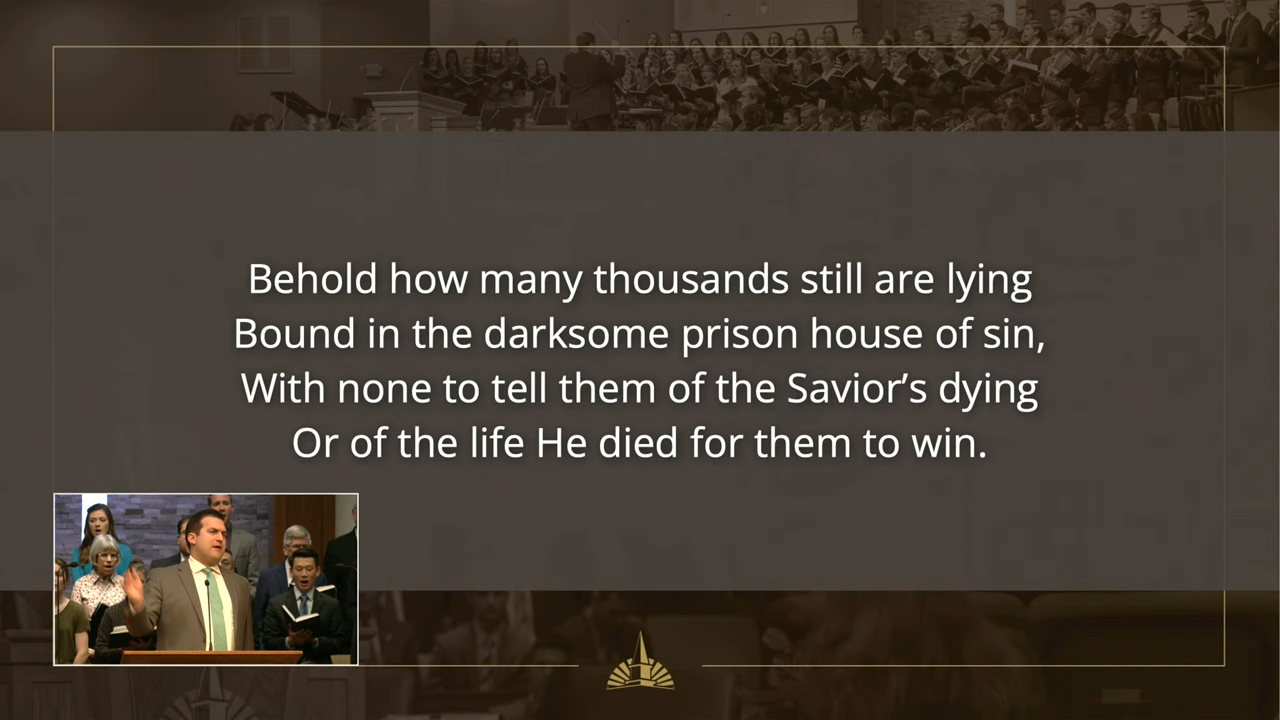 Behold how many thousands still are lying
Bound in the darksome prison house of sin,
With none to tell them of the Savior’s dying
Or of the life He died for them to win.